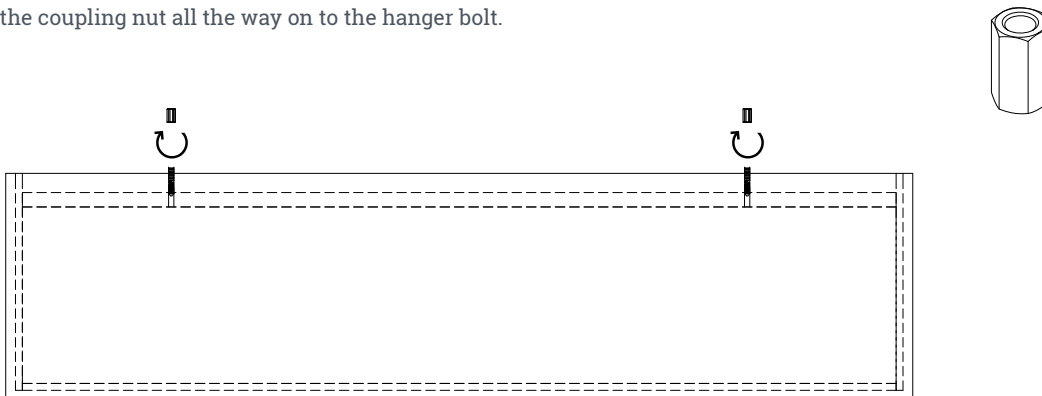 the coupling nut all the way on to the hanger bolt.